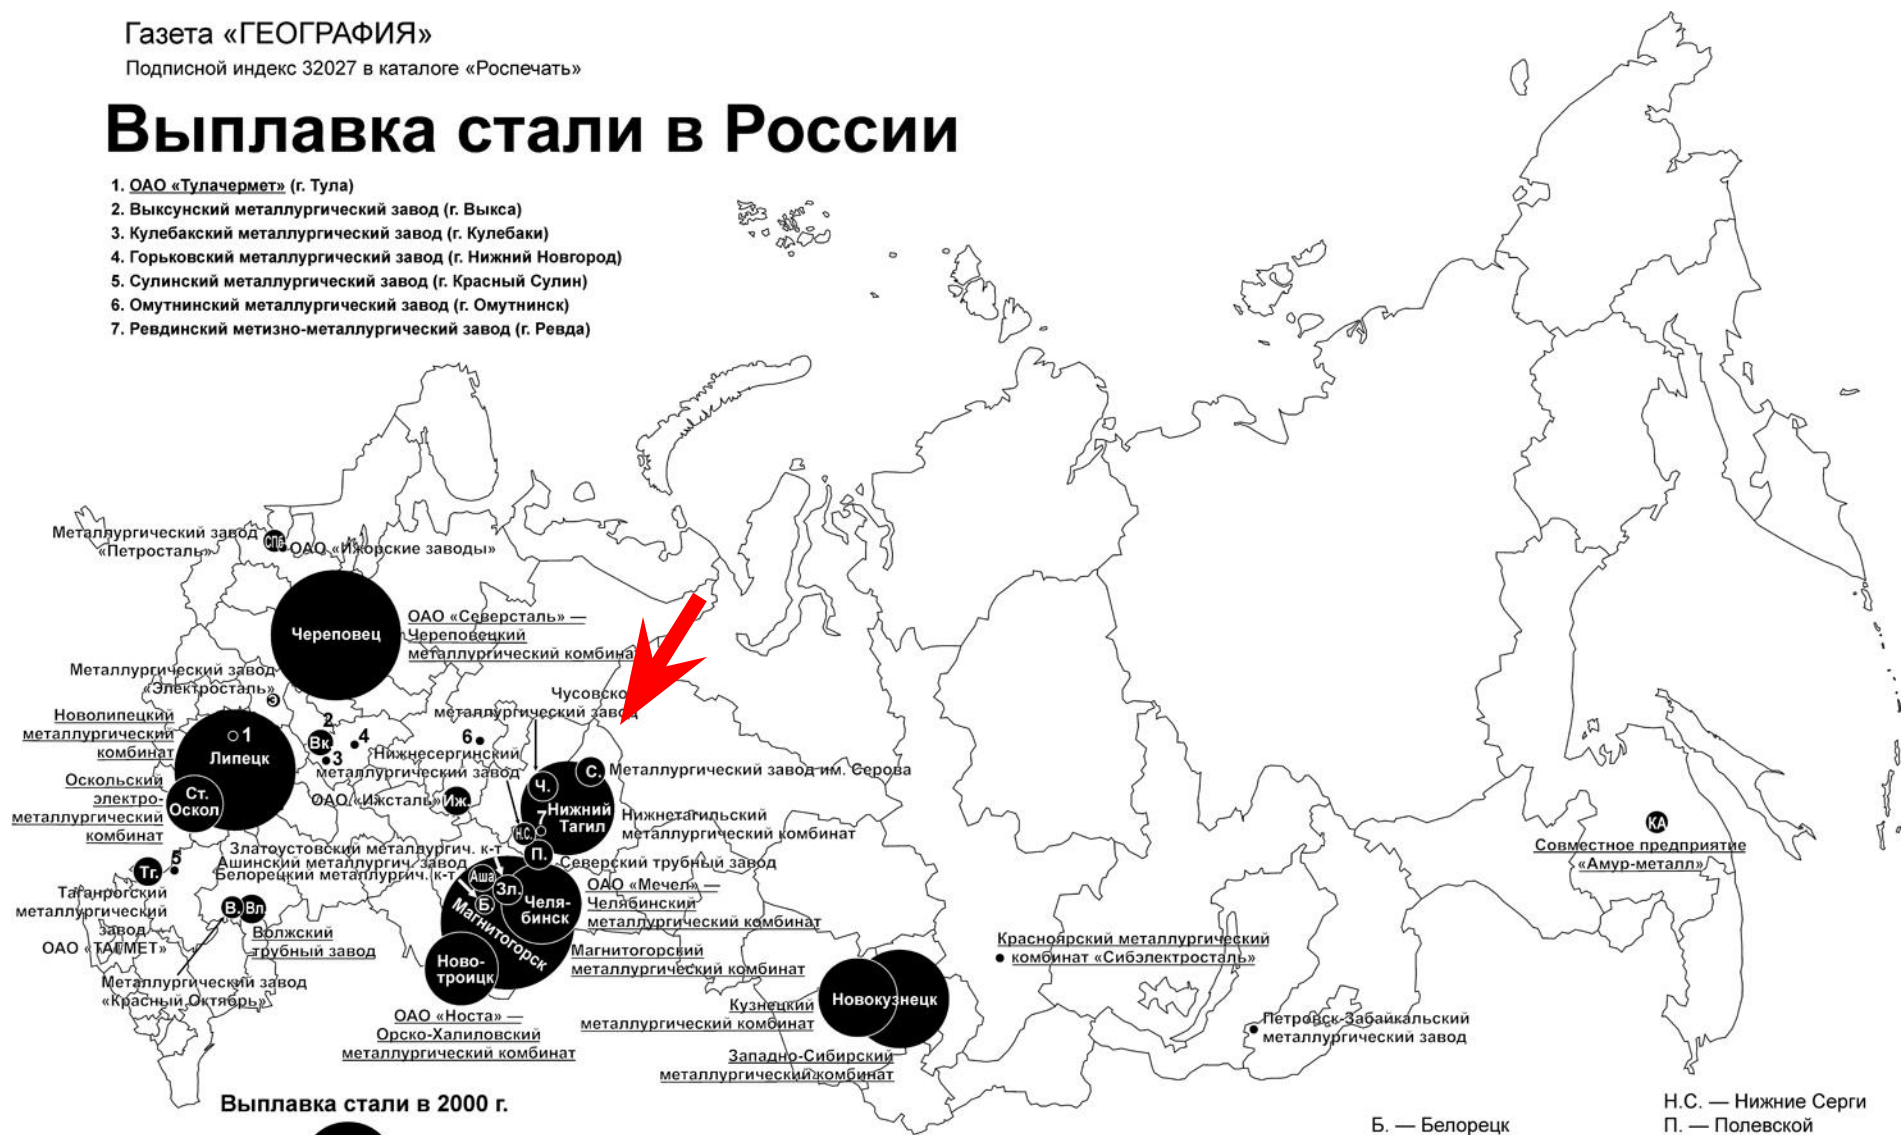 Газета «ГЕОГРАФИЯ»
Подписной индекс 32027 в каталоге «Роспечать»
Выплавка стали в России
1. ОАО «Тулачермет» (г. Тула)
2. Выксунский металлургический завод (г. Выкса)
3. Кулебакский металлургический завод (г. Кулебаки)
4. Горьковский металлургический завод (г. Нижний Новгород)
5. Сулинский металлургический завод (г. Красный Сулин)
6. Омутнинский металлургический завод (г. Омутнинск)
7. Ревдинский метизно-металлургический завод (г. Ревда)
Металлургический завод
«Петросталь»
СПб
ОАО «Ижорские заводы»
Череповец
ОАО «Северсталь» —
Череповецкий
металлургический комбинат
Металлургический завод
«Электросталь»
Э
Новолипецкий
металлургический
комбинат
1
Липецк
Оскольский
электро-
металлургический
комбинат
Ст.
Оскол
2
Вк
3
4
6
Чусовско
металлургический завод
Нижнесергинский
металлургический завод
С.
Металлургический завод им. Серова
Ч.
7
Нижний
Тагил
Нижнетагильский
металлургический комбинат
Н.С.
ОАО «Ижсталь»
Иж.
П.
Северский трубный завод
Златоустовский металлургич. к-т
Ашинский металлургич. завод
Белорецкий металлургич. к-т
Аша
Зл.
Б
Челя-
бинск
ОАО «Мечел» —
Челябинский
металлургический комбинат
Магнитогорск
Магнитогорский
металлургический комбинат
Ново-
троицк
ОАО «Носта» —
Орско-Халиловский
металлургический комбинат
5
Тг.
Таганрогский
металлургический
завод —
ОАО «ТАГМЕТ»
В.
Вл.
Волжский
трубный завод
Металлургический завод
«Красный Октябрь»
Новокузнецк
Кузнецкий
металлургический комбинат
Западно-Сибирский
металлургический комбинат
Красноярский металлургический
комбинат «Сибэлектросталь»
Петровск-Забайкальский
металлургический завод
КА
Совместное предприятие
«Амур-металл»
Выплавка стали в 2000 г.
Б. — Белорецк
Н.С. — Нижние Серги
П. — Полевской